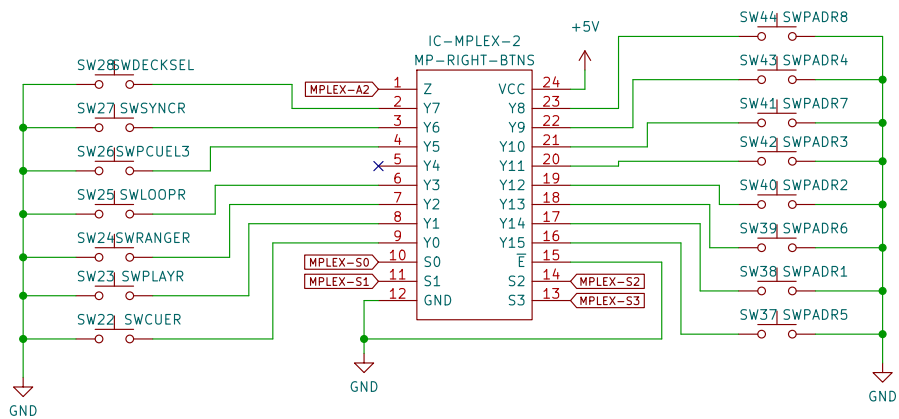 IC-MPLEX-2
MP-RIGHT-BTNS
+5V
SW28 SWDECKSEL
SW27 SWSYNCR
SW26 SWPCUEL3
SW25 SWLOOPR
SW24 SWRANGER
SW23 SWPLAYR
SW22 SWCUER
GND
MPLEX-A2 1 Z
2 Y7
3 Y6
4 Y5
5 Y4
6 Y3
7 Y2
8 Y1
9 Y0
MPLEX-S0 10 S0
MPLEX-S1 11 S1
12 GND
GND
VCC 24
Y8 23
Y9 22
Y10 21
Y11 20
Y12 19
Y13 18
Y14 17
Y15 16
E 15
S2 14 MPLEX-S2
S3 13 MPLEX-S3
SW44 SWPADR8
SW43 SWPADR4
SW41 SWPADR7
SW42 SWPADR3
SW40 SWPADR2
SW39 SWPADR6
SW38 SWPADR1
SW37 SWPADR5
GND